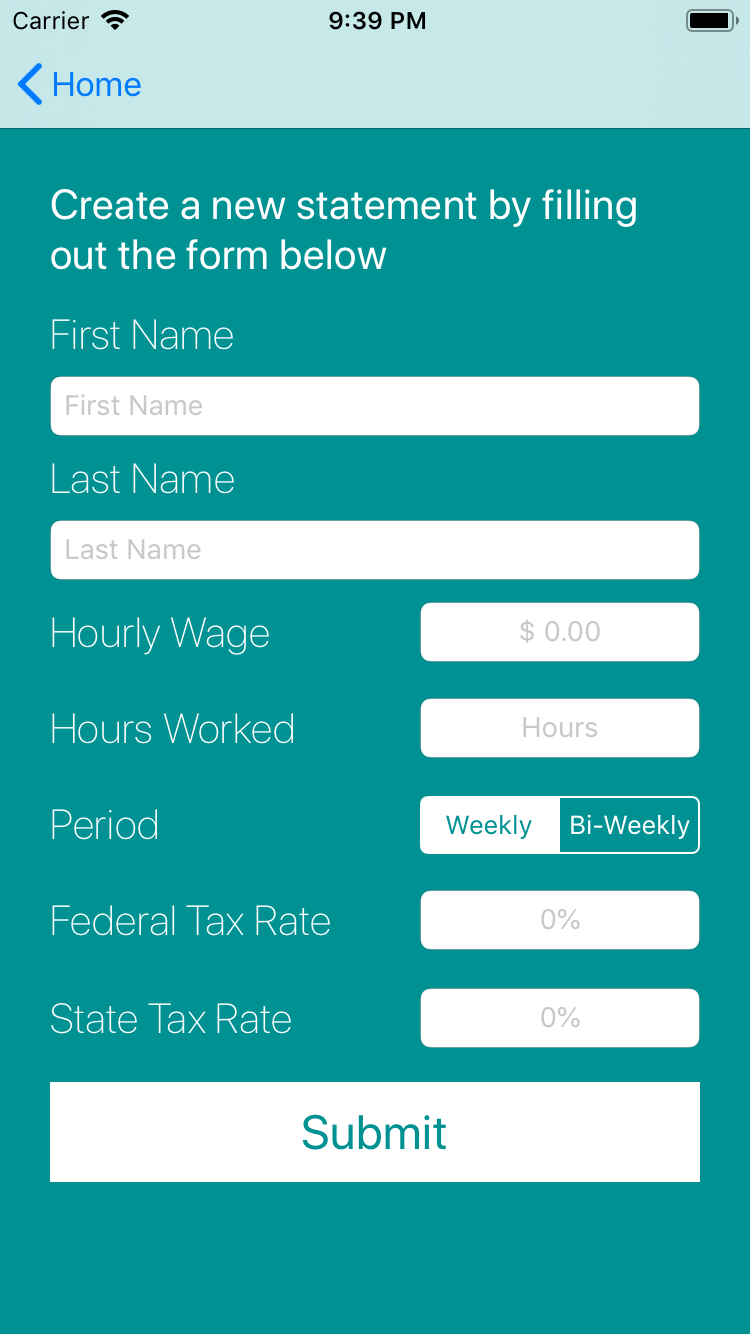 Carrier 9:39 PM
Home
Create a new statement by filling
out the form below
First Name
First Name
Last Name
Last Name
Hourly Wage $ 0.00
Hours Worked Hours
Period Weekly Bi-Weekly
Federal Tax Rate 0%
State Tax Rate 0%
Submit